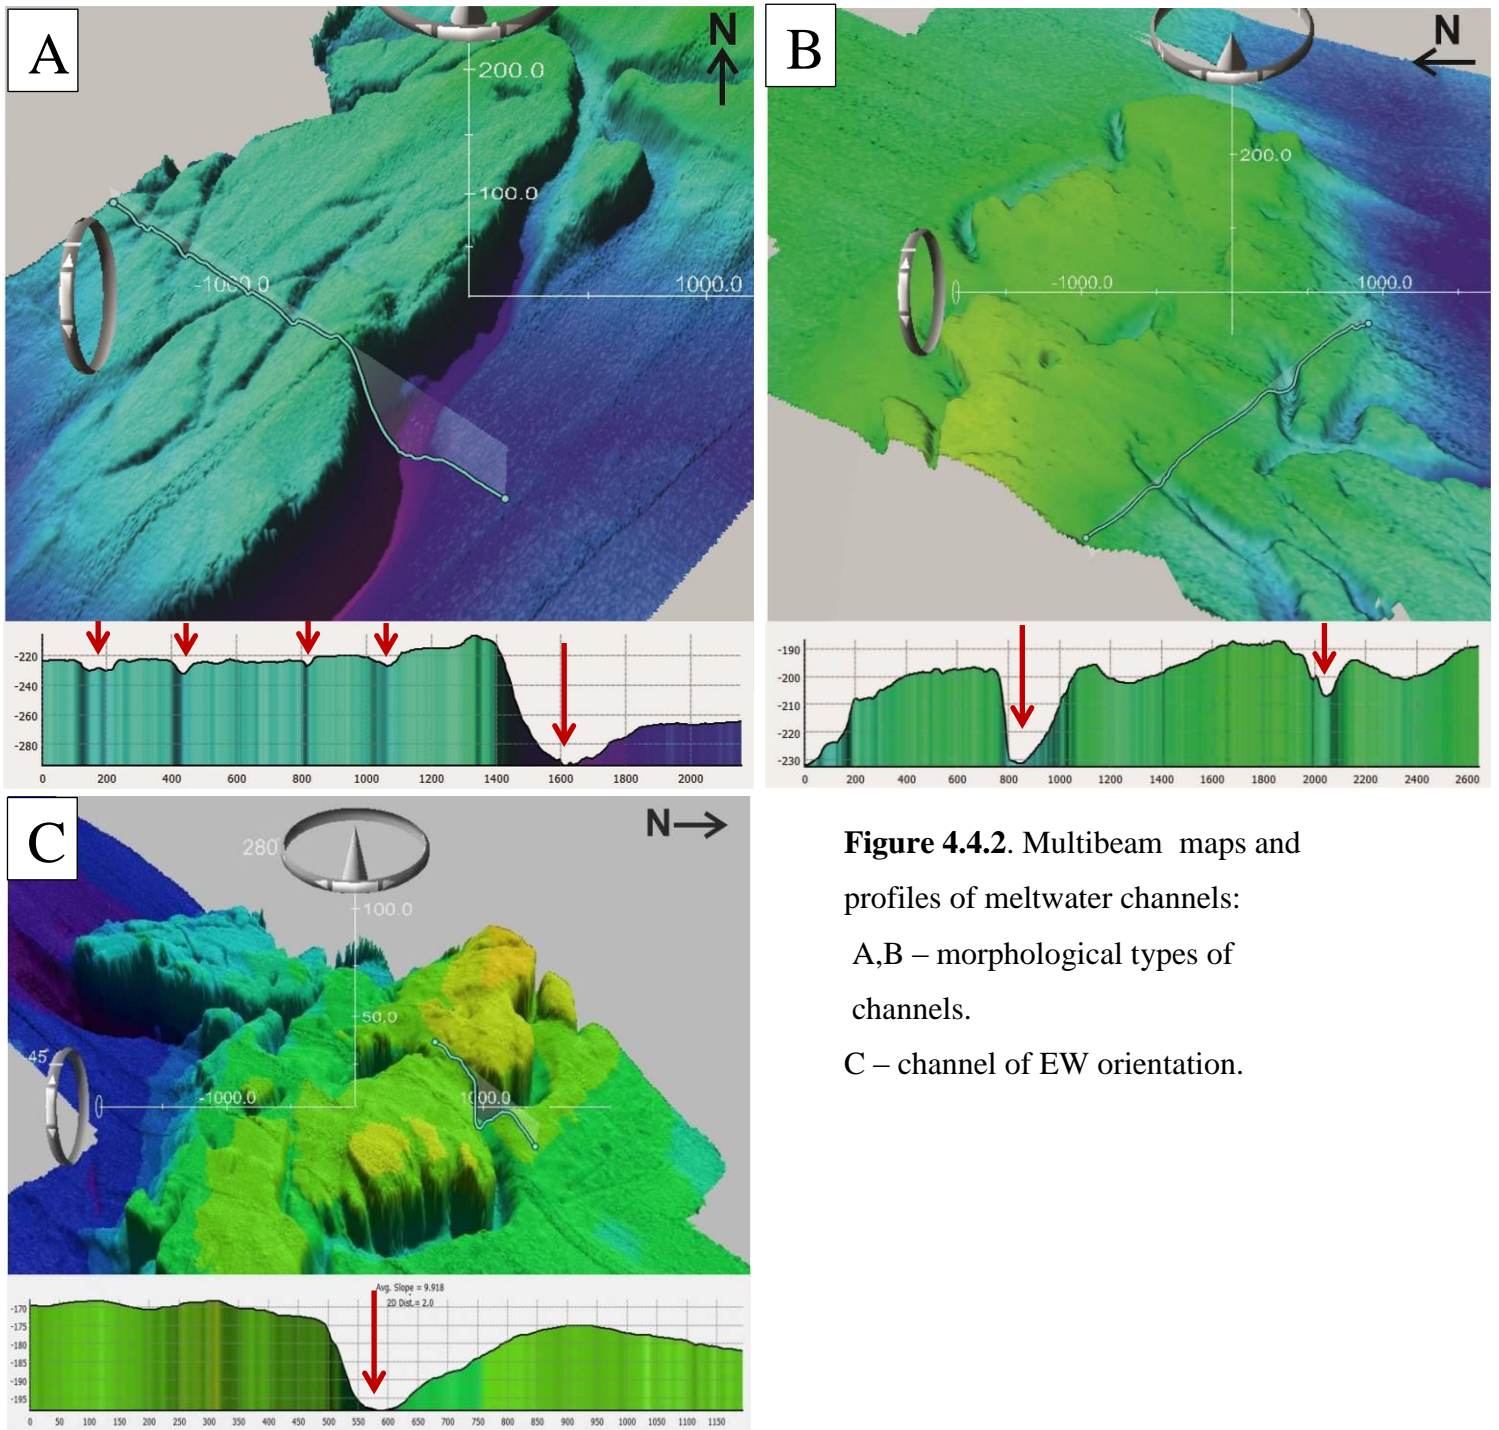 A
N
200.0
100.0
-1000.0
1000.0
-220
-240
-260
-280
0 200 400 600 800 1000 1200 1400 1600 1800 2000
B
N
200.0
-1000.0
1000.0
-190
-200
-210
-220
-230
0 200 400 600 800 1000 1200 1400 1600 1800 2000 2200 2400 2600
C
N
280
100.0
50.0
45
-1000.0
1000.0
Avg. Slope = 9.918
2D Dist.= 2.0
-170
-175
-180
-185
-190
-195
0 50 100 150 200 250 300 350 400 450 500 550 600 650 700 750 800 850 900 950 1000 1050 1100 1150
Figure 4.4.2. Multibeam maps and
profiles of meltwater channels:
A,B – morphological types of
channels.
C – channel of EW orientation.